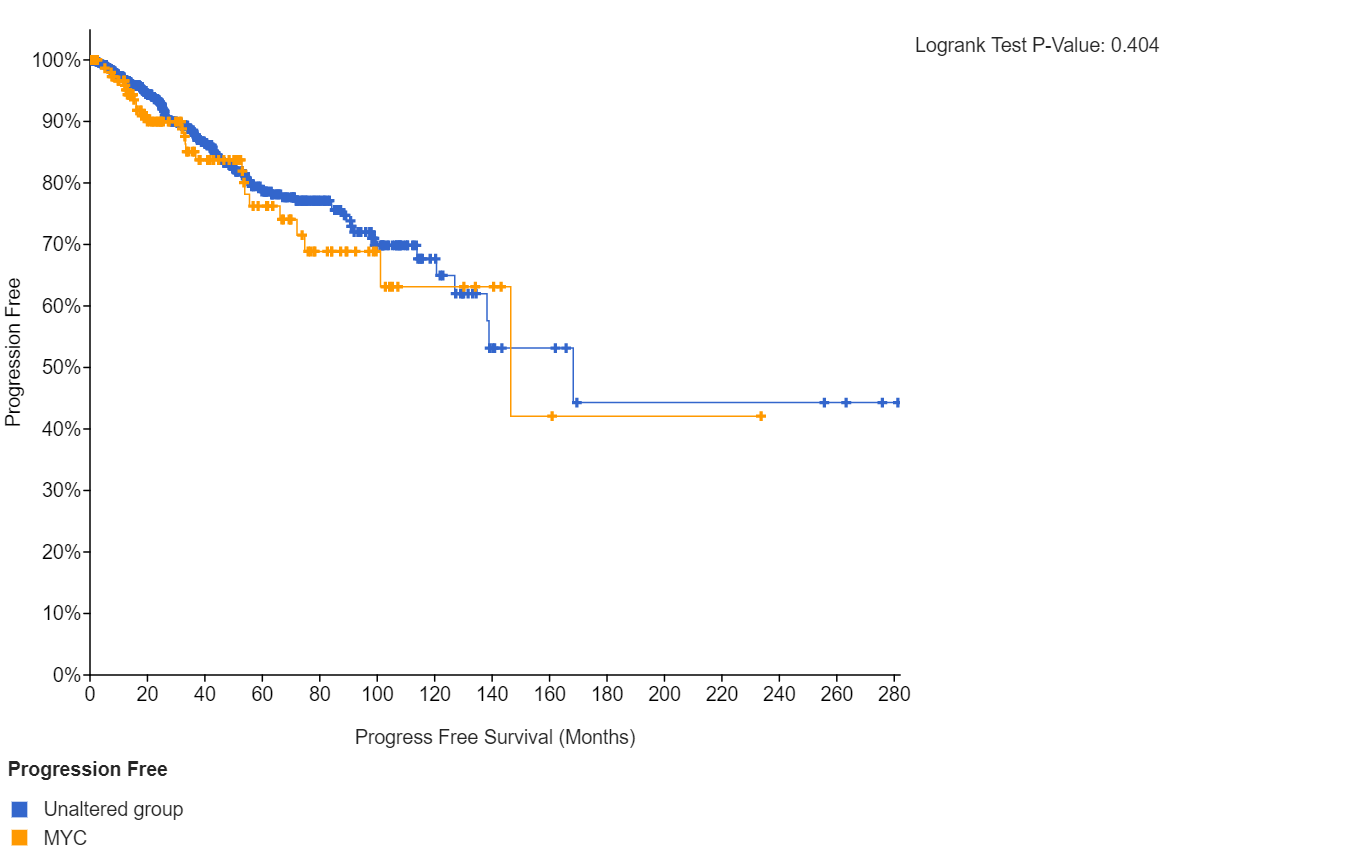 Logrank Test P-Value: 0.404
100%
90%
80%
70%
60%
50%
40%
30%
20%
10%
0%
Progression Free
0 20 40 60 80 100 120 140 160 180 200 220 240 260 280
Progress Free Survival (Months)
Progression Free
Unaltered group
MYC